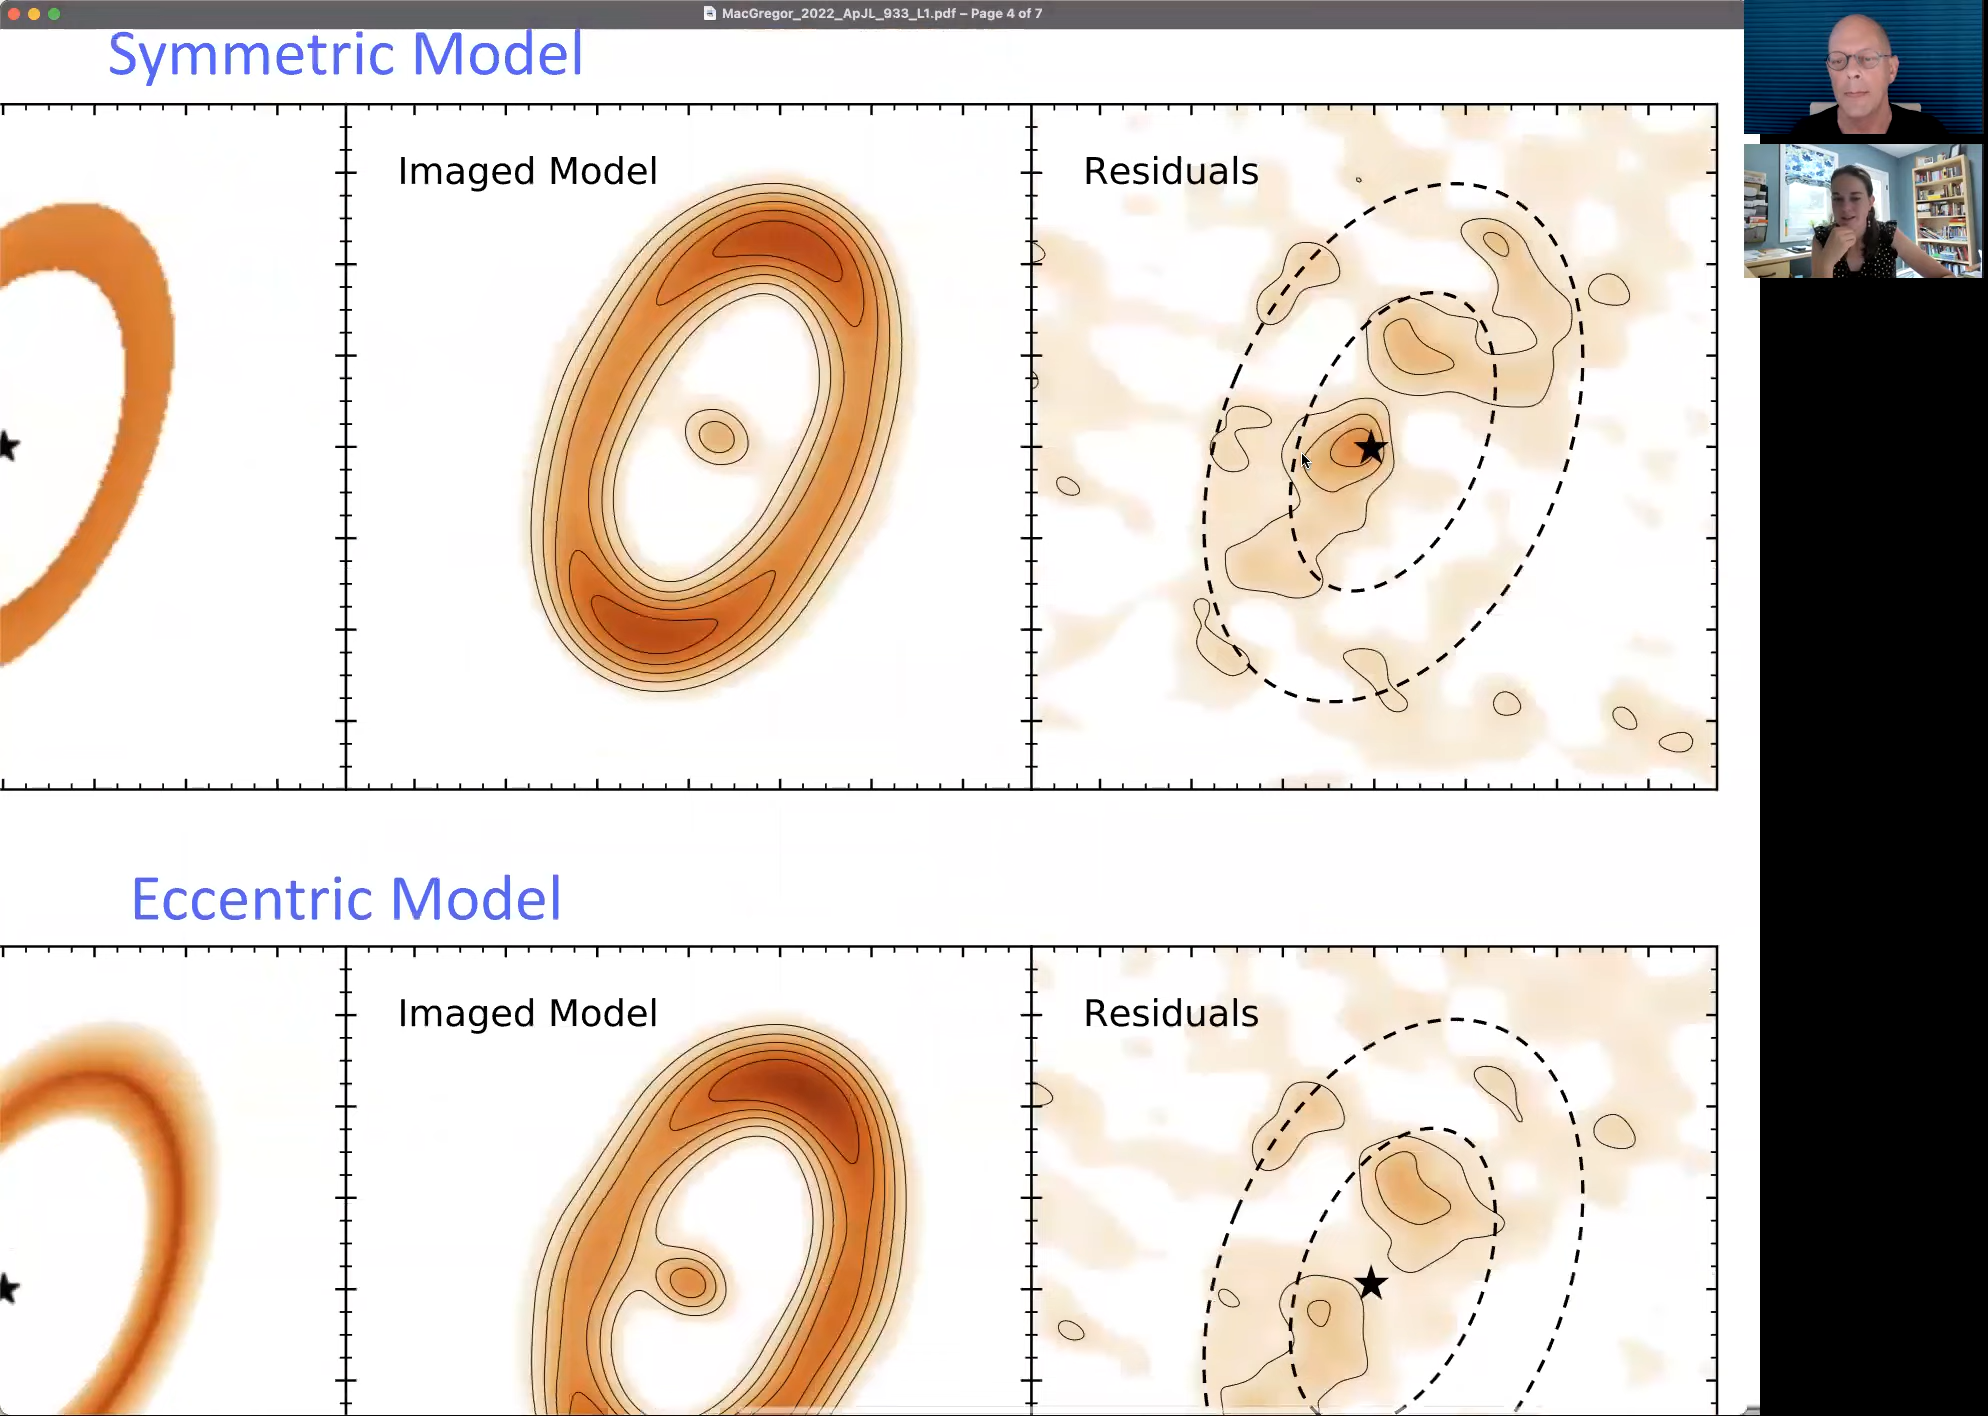 MacGregor_2022_ApJL_933_L1.pdf – Page 4 of 7
Symmetric Model
Imaged Model
Residuals
Eccentric Model
Imaged Model
Residuals